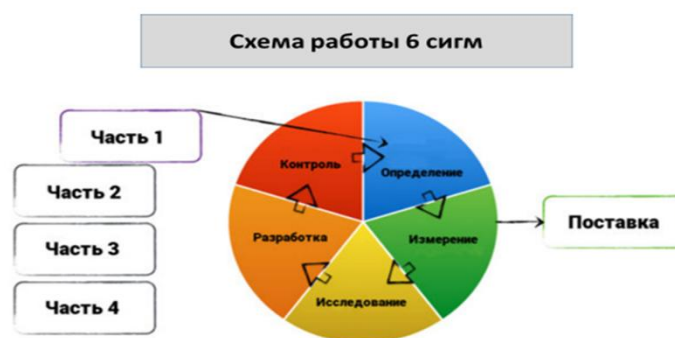 Схема работы 6 сигм
Часть 1
Часть 2
Часть 3
Часть 4
Контроль
Определение
Разработка
Измерение
Исследование
Поставка